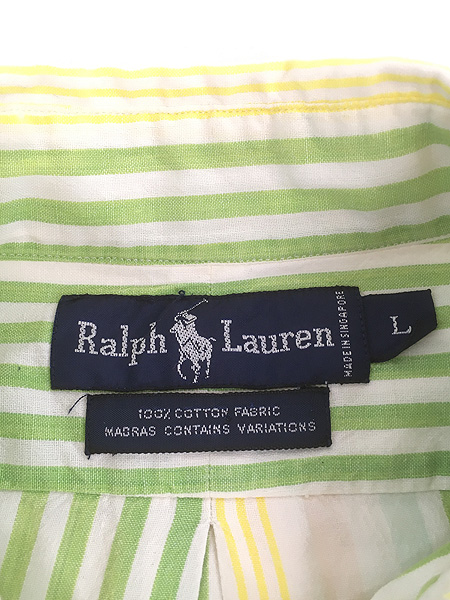 Ralph Lauren
MADE IN SINGAPORE
L
100% COTTON FABRIC
MADRAS CONTAINS VARIATIONS